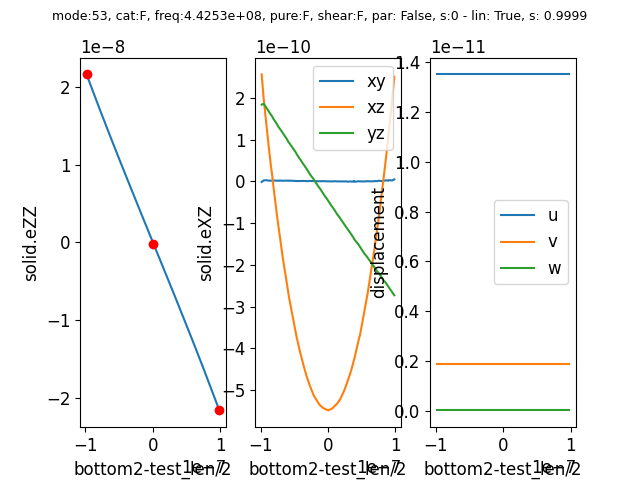 mode:53, cat:F, freq:4.4253e+08, pure:F, shear:F, par: False, s:0 - lin: True, s: 0.9999
1e−8
1e−10
1e−11
solid.eZZ
2
1
0
−1
−2
−1
0
1
1e−7
bottom2-test_len/2
solid.eXZ
2
1
0
−1
−2
−3
−4
−5
xy
xz
yz
−1
0
1
1e−7
bottom2-test_len/2
displacement
1.4
1.2
1.0
0.8
0.6
0.4
0.2
0.0
u
v
w
−1
0
1
1e−7
bottom2-test_len/2